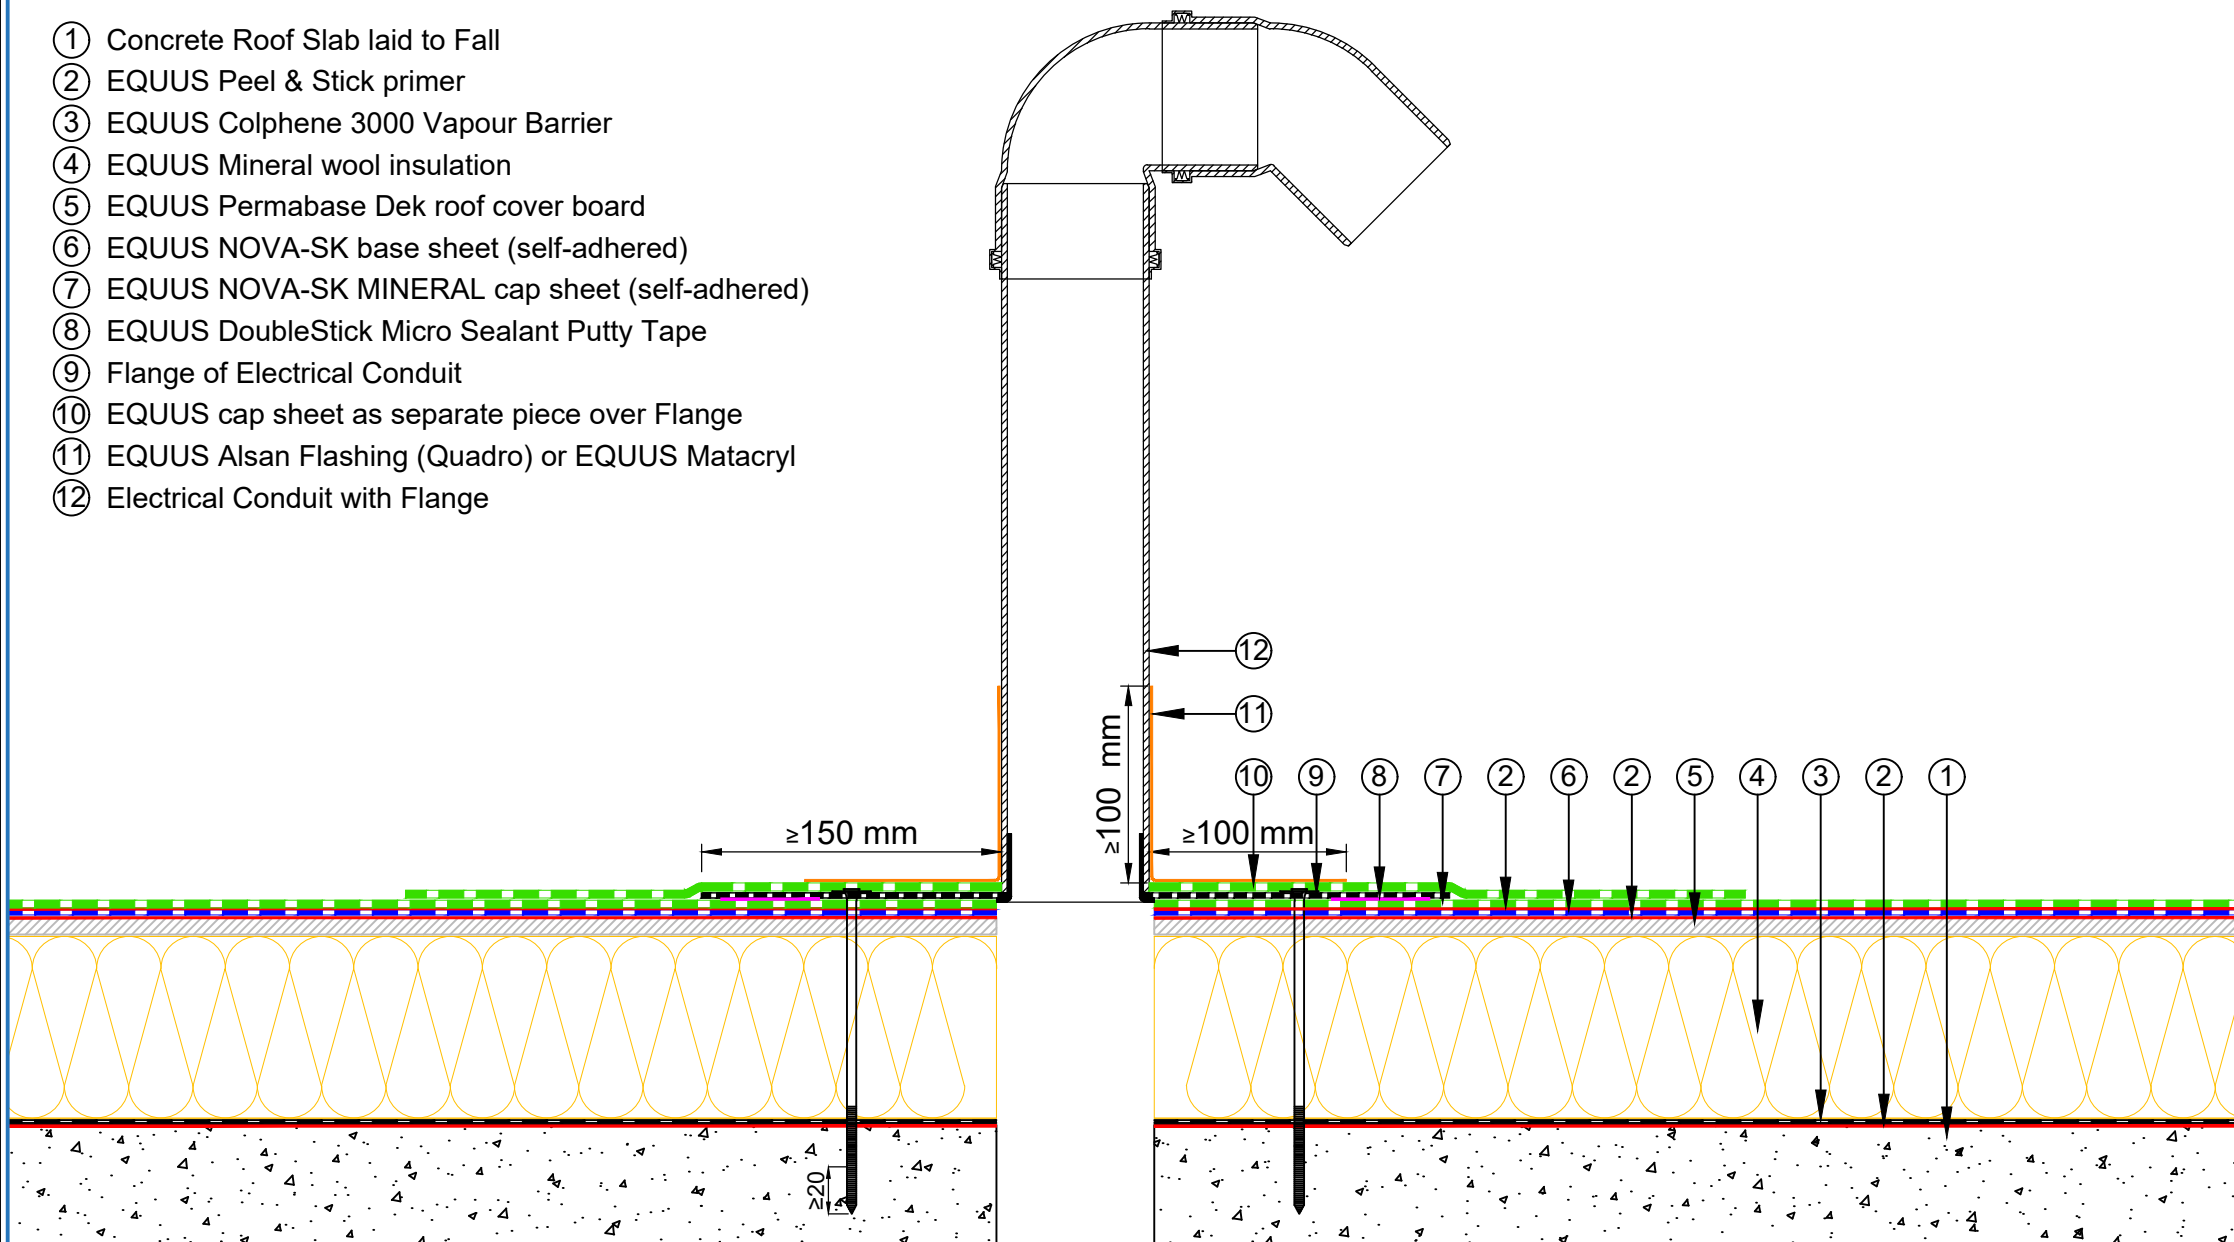 1 Concrete Roof Slab laid to Fall
2 EQUUS Peel & Stick primer
3 EQUUS Colphene 3000 Vapour Barrier
4 EQUUS Mineral wool insulation
5 EQUUS Permabase Dek roof cover board
6 EQUUS NOVA-SK base sheet (self-adhered)
7 EQUUS NOVA-SK MINERAL cap sheet (self-adhered)
8 EQUUS DoubleStick Micro Sealant Putty Tape
9 Flange of Electrical Conduit
10 EQUUS cap sheet as separate piece over Flange
11 EQUUS Alsan Flashing (Quadro) or EQUUS Matacryl
12 Electrical Conduit with Flange
12
11
≥100 mm
10 9 8 7 2 6 2 5 4 3 2 1
≥150 mm
≥100 mm
≥20